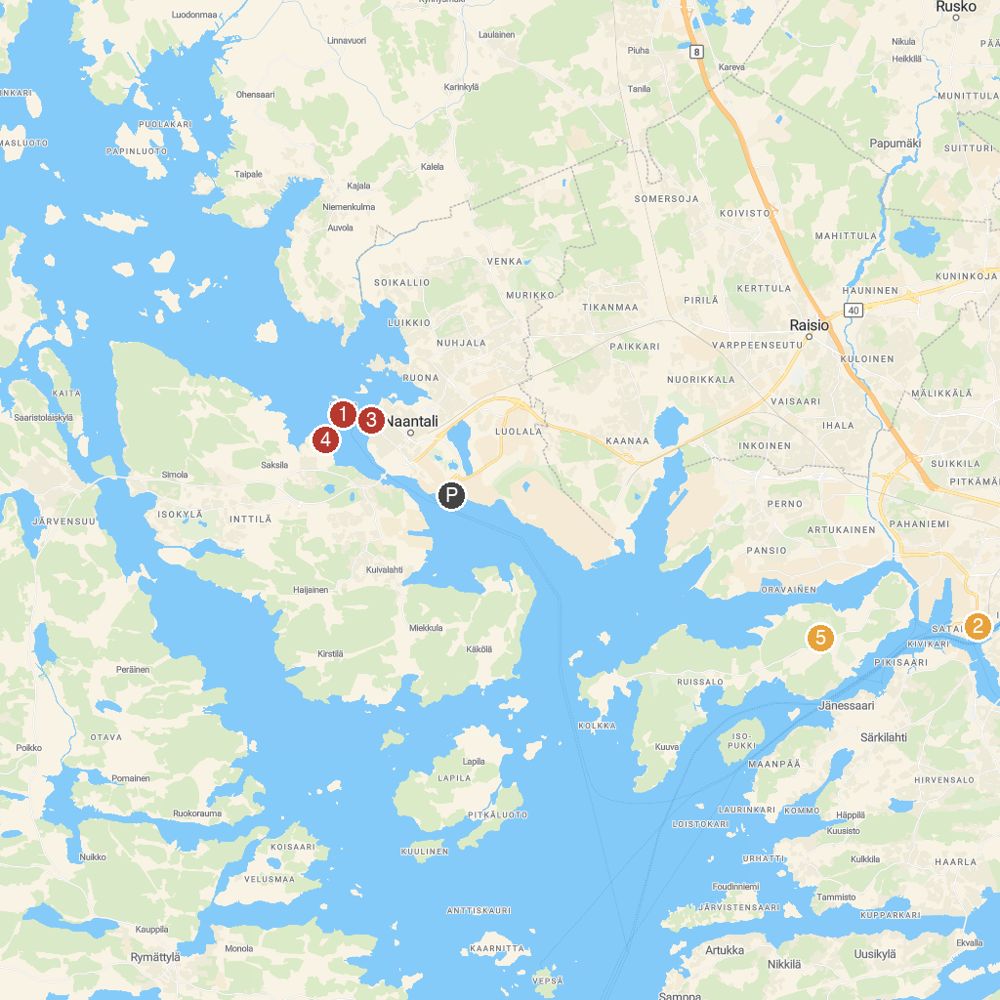 Luodonmaa
Kynnysmäki
Rusko
Laulainen
Linnavuori
Piuha
8
Nikula
Heikkilä
Kareva
Karinkylä
Tanila
Ohensaari
MUNITTULA
PUOLAKARI
PAPINLUOTO
Papumäki
SUITTURI
Kalela
Taipale
Kajala
SOMERSOJA
Niemenkulma
KOIVISTO
Auvola
MAHITTULA
VENKA
KUNINKOJA
SOIKALLIO
KERTTULA
HAUNINEN
MURIKKO
PIRILÄ
TIKANMAA
40
LUIKKIO
Raisio
NUHJALA
PAIKKARI
VARPPEENSEUTU
KULOINEN
RUONA
NUORIKKALA
KAITA
MÄLIKKÄLÄ
VAISAARI
Saaristolaiskylä
1
3
Naantali
IHALA
LUOLALA
4
KAANAA
INKOINEN
Saksila
SUIKKILA
Simola
PITKÄMÄ
P
PERNO
ISOKYLÄ
INTTILÄ
JÄRVENSUU
PAHANIEMI
ARTUKAINEN
PANSIO
Kuivalahti
Haijainen
ORAVAINEN
Miekkula
SATA
2
5
KIVIKARI
Käkölä
Kirstilä
PIKISAARI
Peräinen
RUISSALO
Jänessaari
KOLKKA
OTAVA
ISO-
PUKKI
Särkilahti
Poikko
Kuuva
Lapila
MAANPÄÄ
LAPILA
Pomainen
HIRVENSALO
Ruokorauma
PITKÄLUOTO
LAURINKARI
KOMMO
Häppilä
LOISTOKARI
Kuusisto
KOISAARI
KUULINEN
Nuikko
URHATTI
Kulkkila
HAARLA
VELUSMAA
Foudinniemi
Tammisto
ANTTISKAURI
JÄRVISTENSAARI
KUPPARKARI
Kauppila
Monola
KAARNITTA
Artukka
Ekvalla
Rymättylä
Uusikylä
Nikkilä
VEPSÄ
Samppa